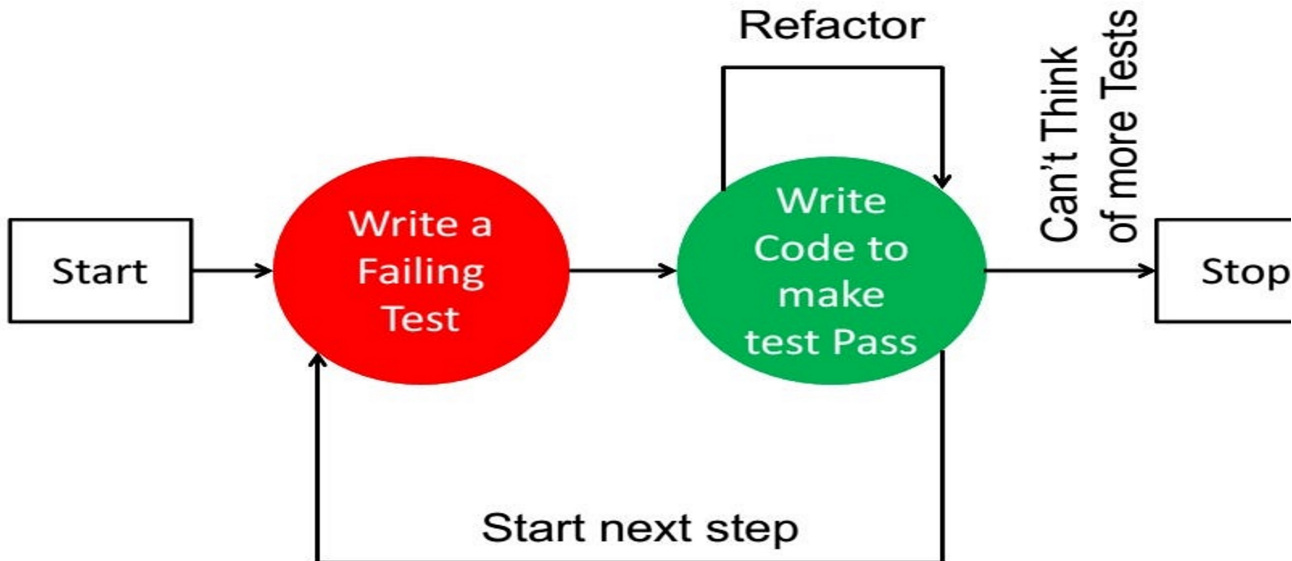 Refactor
Can't Think
of more Tests
Start
Write a
Failing
Test
Write
Code to
make
test Pass
Stop
Start next step